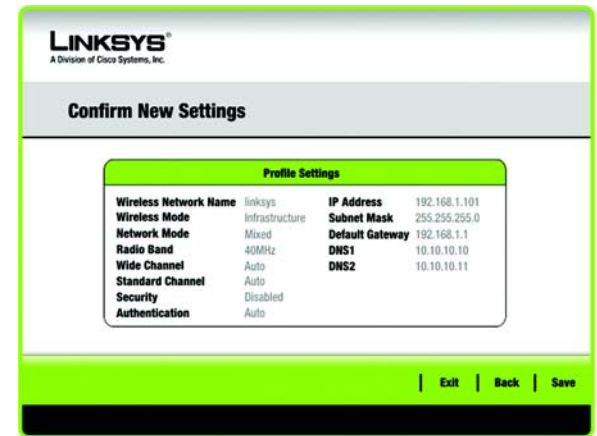 LINKSYS®
A Division of Cisco Systems, Inc.
Confirm New Settings
Profile Settings
Wireless Network Name linksys
Wireless Mode Infrastructure
Network Mode Mixed
Radio Band 40MHz
Wide Channel Auto
Standard Channel Auto
Security Disabled
Authentication Auto
IP Address 192.168.1.101
Subnet Mask 255.255.255.0
Default Gateway 192.168.1.1
DNS1 10.10.10.10
DNS2 10.10.10.11
Exit Back Save